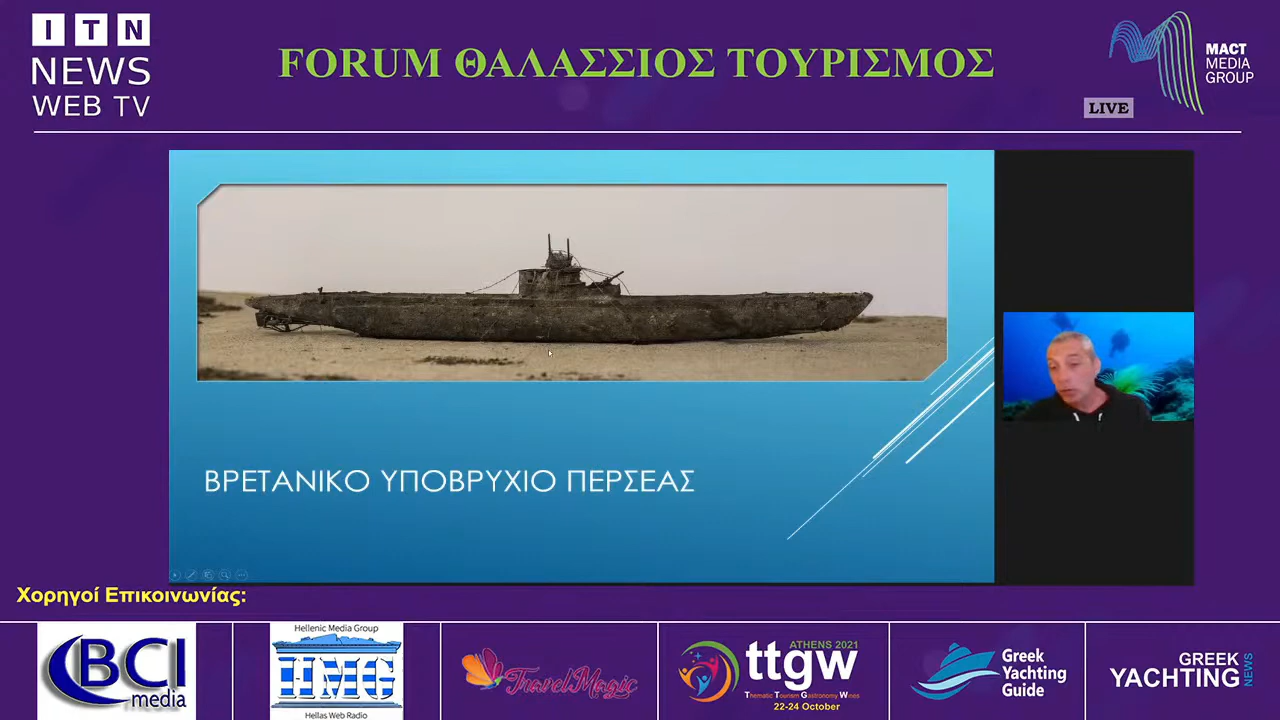 ITN
NEWS
WEB TV
FORUM ΘΑΛΑΣΣΙΟΣ ΤΟΥΡΙΣΜΟΣ
MACT
MEDIA
GROUP
LIVE
ΒΡΕΤΑΝΙΚΟ ΥΠΟΒΡΥΧΙΟ ΠΕΡΣΕΑΣ
Χορηγοί Επικοινωνίας:
BCI
media
Hellenic Media Group
HMG
Hellas Web Radio
TravelMagic
ATHENS 2021
ttgw
Thematic Tourism Gastronomy Wines
22-24 October
Greek
Yachting
Guide
GREEK
YACHTING
NEWS